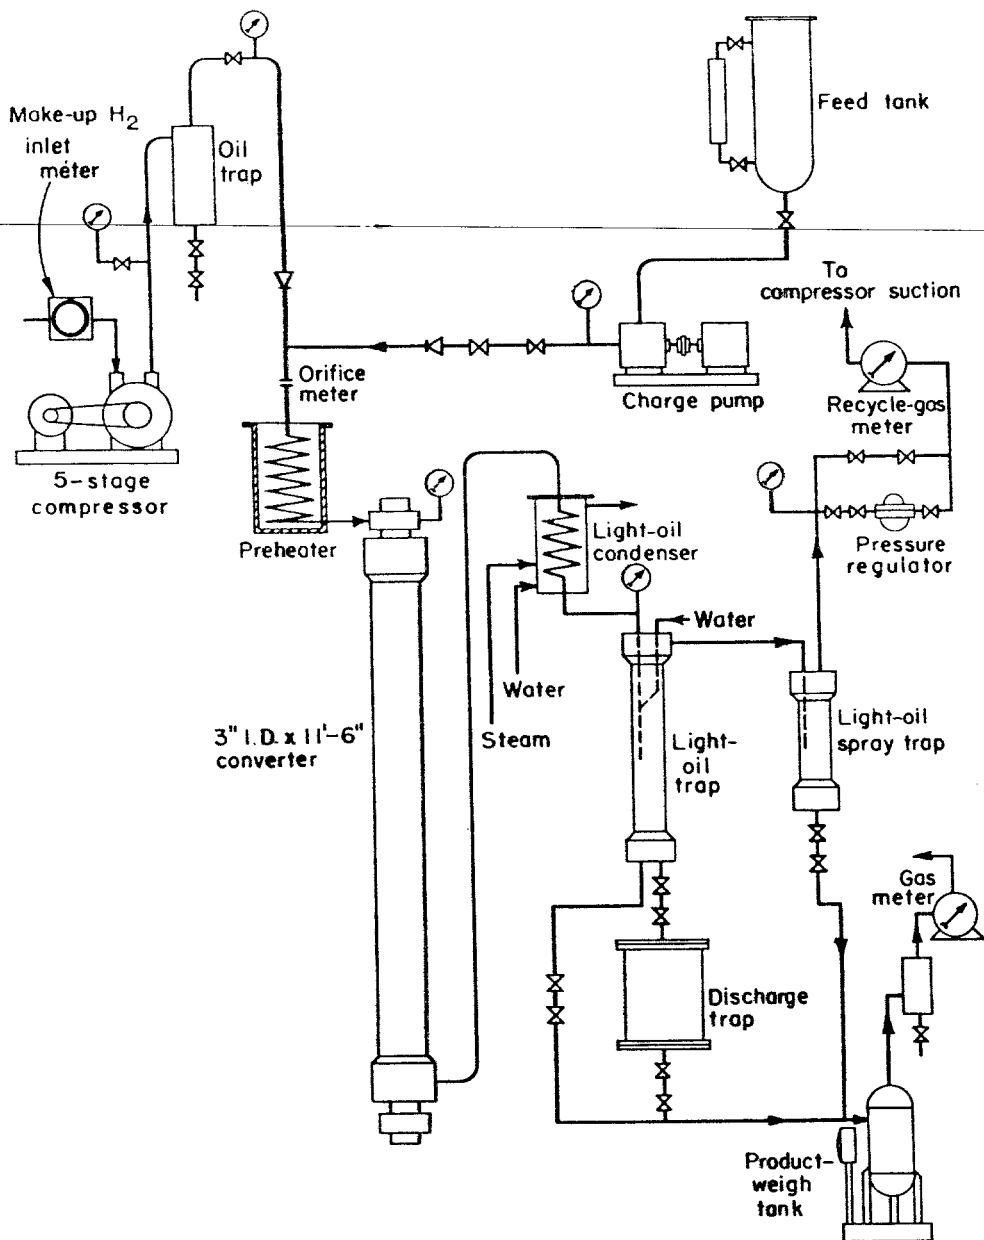 Make-up H2
inlet
meter
Oil
trap
Feed tank
To
compressor suction
Orifice
meter
Charge pump
Recycle-gas
meter
5-stage
compressor
Preheater
Light-oil
condenser
Pressure
regulator
Water
Water
Steam
3" I.D. x 11'-6"
converter
Light-
oil
trap
Light-oil
spray trap
Gas
meter
Discharge
trap
Product-
weigh
tank